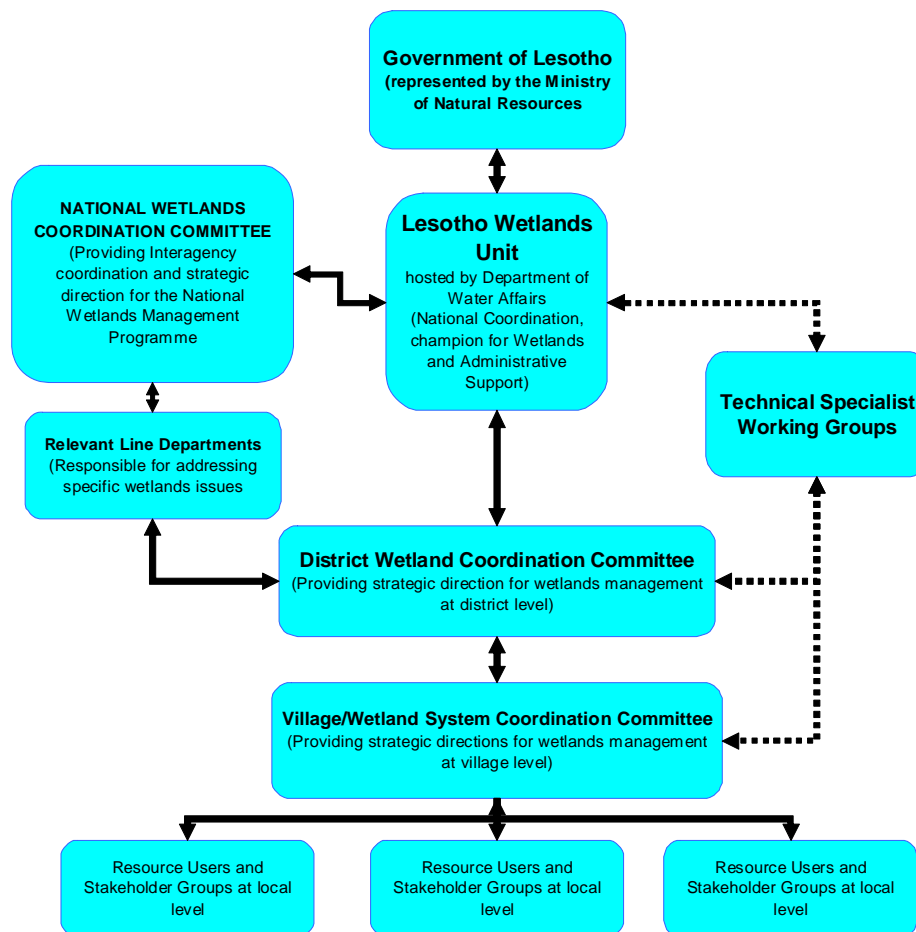 Government of Lesotho
(represented by the Ministry
of Natural Resources
NATIONAL WETLANDS
COORDINATION COMMITTEE
(Providing Interagency
coordination and strategic
direction for the National
Wetlands Management
Programme
Lesotho Wetlands
Unit
hosted by Department of
Water Affairs
(National Coordination,
champion for Wetlands
and Administrative
Support)
Technical Specialist
Working Groups
Relevant Line Departments
(Responsible for addressing
specific wetlands issues
District Wetland Coordination Committee
(Providing strategic direction for wetlands management
at district level)
Village/Wetland System Coordination Committee
(Providing strategic directions for wetlands management
at village level)
Resource Users and
Stakeholder Groups at local
level
Resource Users and
Stakeholder Groups at local
level
Resource Users and
Stakeholder Groups at local
level